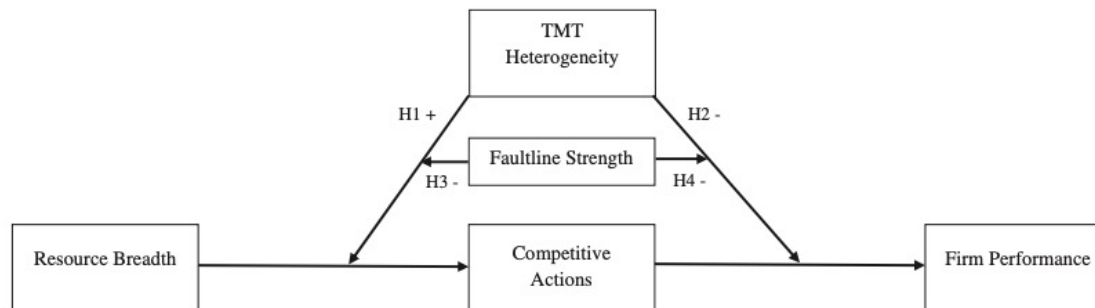 TMT
Heterogeneity
H1 +
H2 -
Faultline Strength
H3 -
H4 -
Resource Breadth
Competitive
Actions
Firm Performance